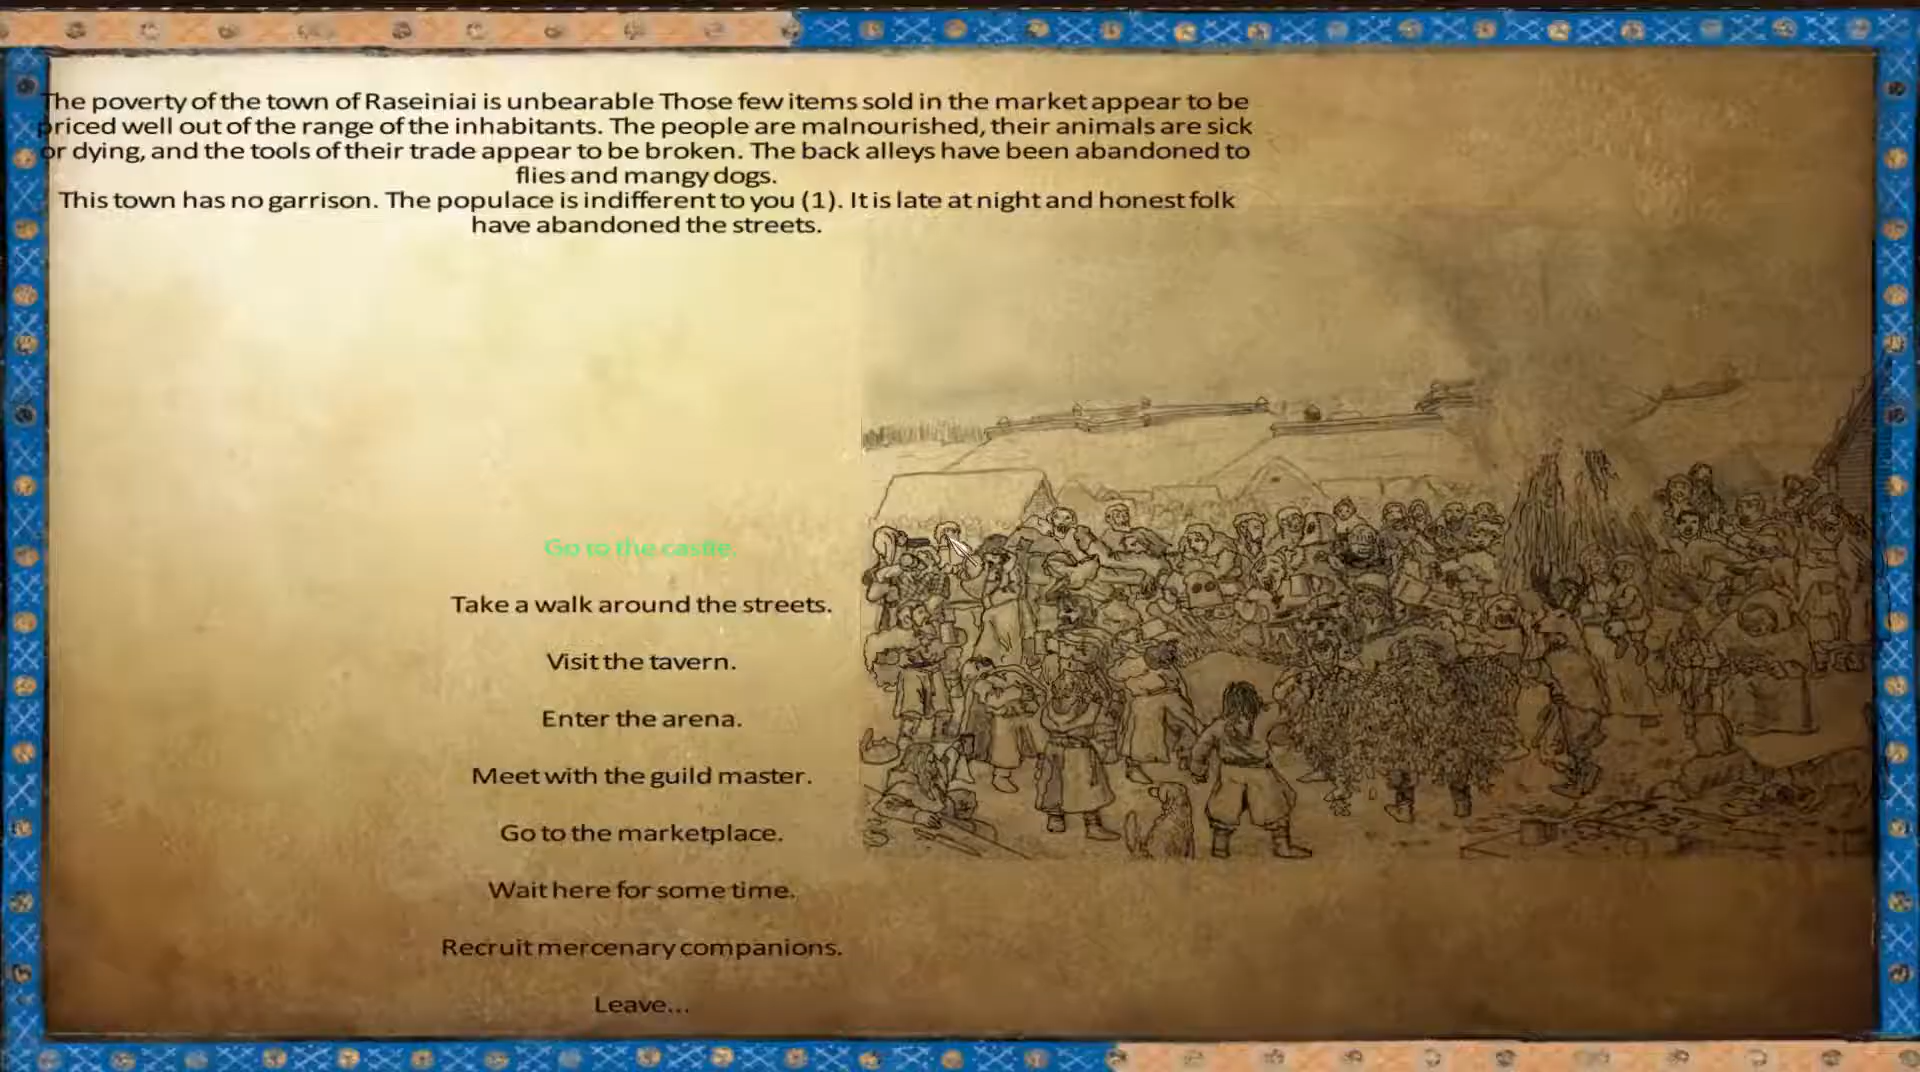 The poverty of the town of Raseiniai is unbearable Those few items sold in the market appear to be
priced well out of the range of the inhabitants. The people are malnourished, their animals are sick
or dying, and the tools of their trade appear to be broken. The back alleys have been abandoned to
flies and mangy dogs.
This town has no garrison. The populace is indifferent to you (1). It is late at night and honest folk
have abandoned the streets.
Go to the castle.
Take a walk around the streets.
Visit the tavern.
Enter the arena.
Meet with the guild master.
Go to the marketplace.
Wait here for some time.
Recruit mercenary companions.
Leave...